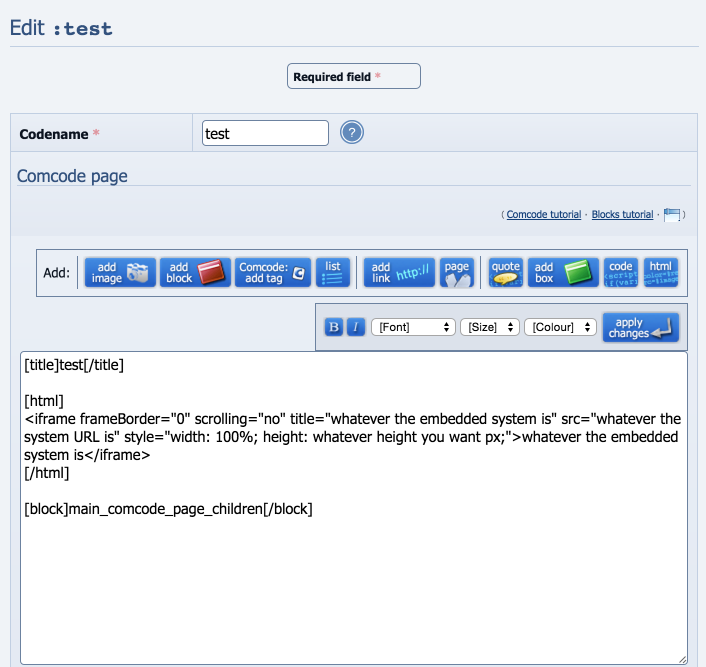 Edit :test
Required field *
Codename * test ?
Comcode page
( Comcode tutorial · Blocks tutorial · )
Add: add image add block Comcode: add tag list add link http:// page quote add box code html
B I [Font] [Size] [Colour] apply changes
[title]test[/title]
[html]
<iframe frameBorder="0" scrolling="no" title="whatever the embedded system is" src="whatever the
system URL is" style="width: 100%; height: whatever height you want px;">whatever the embedded
system is</iframe>
[/html]
[block]main_comcode_page_children[/block]